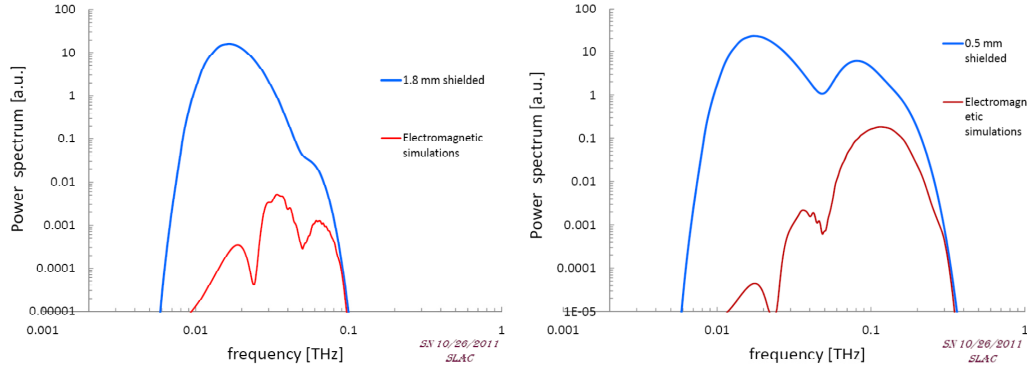 100
10
1
0.1
0.01
0.001
0.0001
0.00001
Power spectrum [a.u.]
1.8 mm shielded
Electromagnetic
simulations
0.001
0.01
0.1
1
frequency [THz]
SN 10/26/2011
SLAC
100
10
1
0.1
0.01
0.001
0.0001
1E-05
Power spectrum [a.u.]
0.5 mm
shielded
Electromagn
etic
simulations
0.001
0.01
0.1
1
frequency [THz]
SN 10/26/2011
SLAC